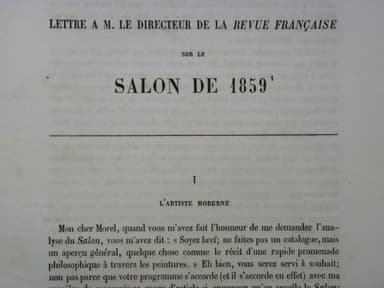 LETTRE A M. LE DIRECTEUR DE LA REVUE FRANÇAISE
SUR LE
SALON DE 1859¹
I
L'ARTISTE MODERNE
Mon cher Morel, quand vous m'avez fait l'honneur de me demander l'ana-
lyse du Salon, vous m'avez dit : « Soyez bref; ne faites pas un catalogue, mais
un aperçu général, quelque chose comme le récit d'une rapide promenade
philosophique à travers les peintures. » Eh bien, vous serez servi à souhait;
non pas parce que votre programme s'accorde (et il s'accorde en effet) avec ma